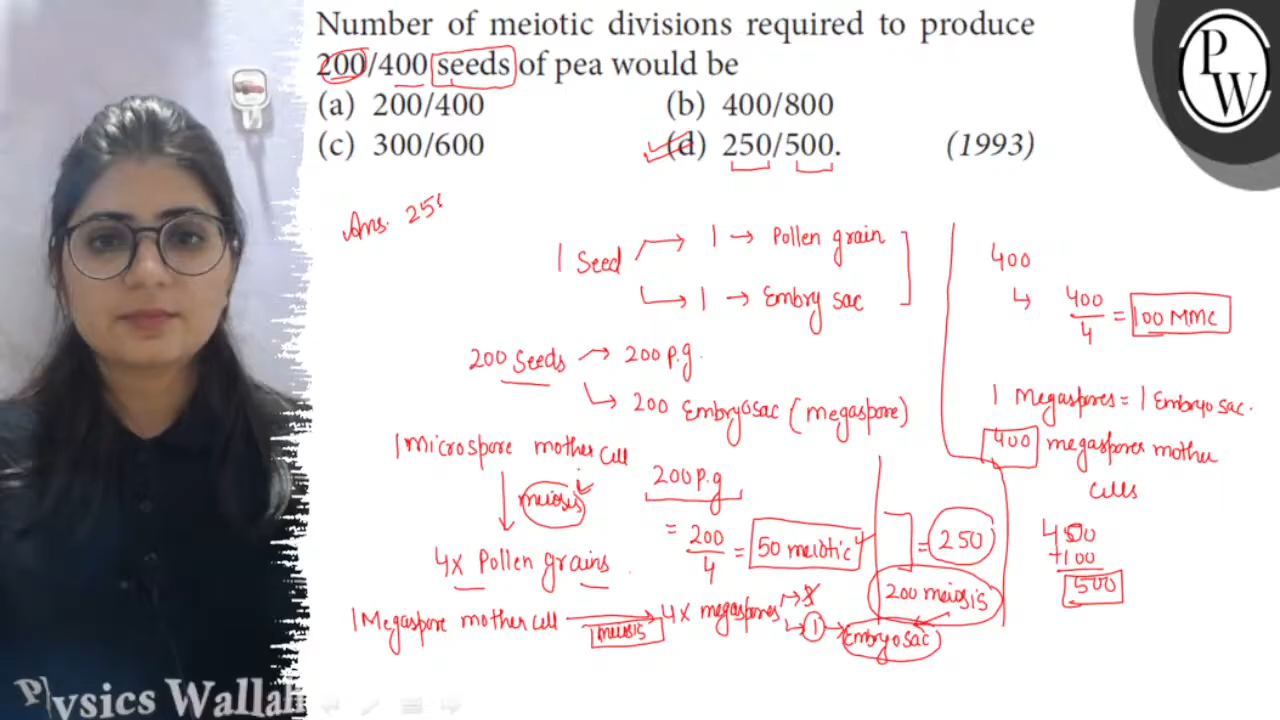 Number of meiotic divisions required to produce
200/400 seeds of pea would be
(a) 200/400 (b) 400/800
(c) 300/600 (d) 250/500. (1993)
PW
Ans. 25
1 Seed → 1 → Pollen grain
→ 1 → Embry sac
200 Seeds → 200 p.g.
→ 200 Embryosac (megaspore)
1 microspore mother cell
meiosis
4x Pollen grains
200 p.g
= 200/4 = 50 meiotic
= 250
200 meiosis
1 Megaspore mother cell → 4x megaspores → 3
meiosis
→ 1 → Embryosac
400
↳ 400/4 = 100 MMC
1 Megaspores = 1 Embryosac.
400 megaspores mother
cells
400
+100
500
Physics Wallah